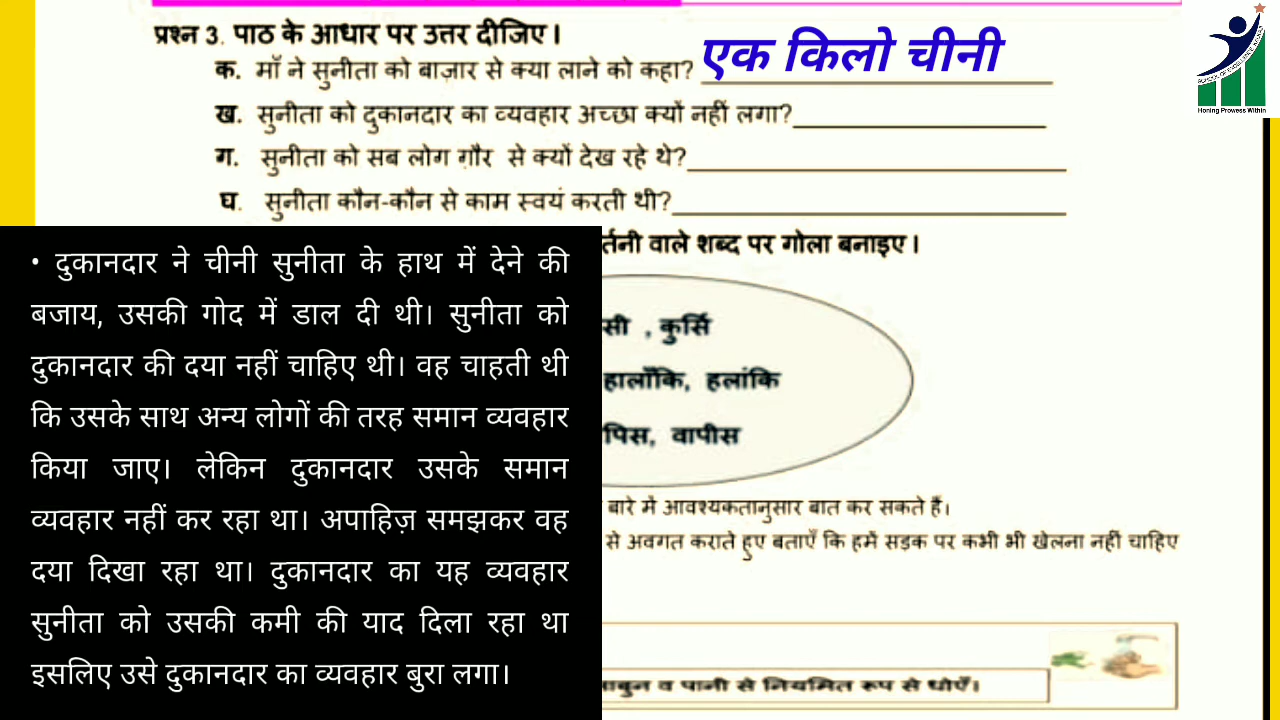 प्रश्न 3. पाठ के आधार पर उत्तर दीजिए।
क. माँ ने सुनीता को बाज़ार से क्या लाने को कहा? एक किलो चीनी
ख. सुनीता को दुकानदार का व्यवहार अच्छा क्यों नहीं लगा?
ग. सुनीता को सब लोग ग़ौर से क्यों देख रहे थे?
घ. सुनीता कौन-कौन से काम स्वयं करती थी?
र्तनी वाले शब्द पर गोला बनाइए।
सी , कुर्सि
हालाँकि, हलांकि
पिस, वापीस
बारे में आवश्यकतानुसार बात कर सकते हैं।
से अवगत कराते हुए बताएँ कि हमें सड़क पर कभी भी खेलना नहीं चाहिए
ाबुन व पानी से नियमित रूप से धोएँ।
• दुकानदार ने चीनी सुनीता के हाथ में देने की
बजाय, उसकी गोद में डाल दी थी। सुनीता को
दुकानदार की दया नहीं चाहिए थी। वह चाहती थी
कि उसके साथ अन्य लोगों की तरह समान व्यवहार
किया जाए। लेकिन दुकानदार उसके समान
व्यवहार नहीं कर रहा था। अपाहिज़ समझकर वह
दया दिखा रहा था। दुकानदार का यह व्यवहार
सुनीता को उसकी कमी की याद दिला रहा था
इसलिए उसे दुकानदार का व्यवहार बुरा लगा।
SCHOOL OF EXCELLENCE
Honing Prowess Within